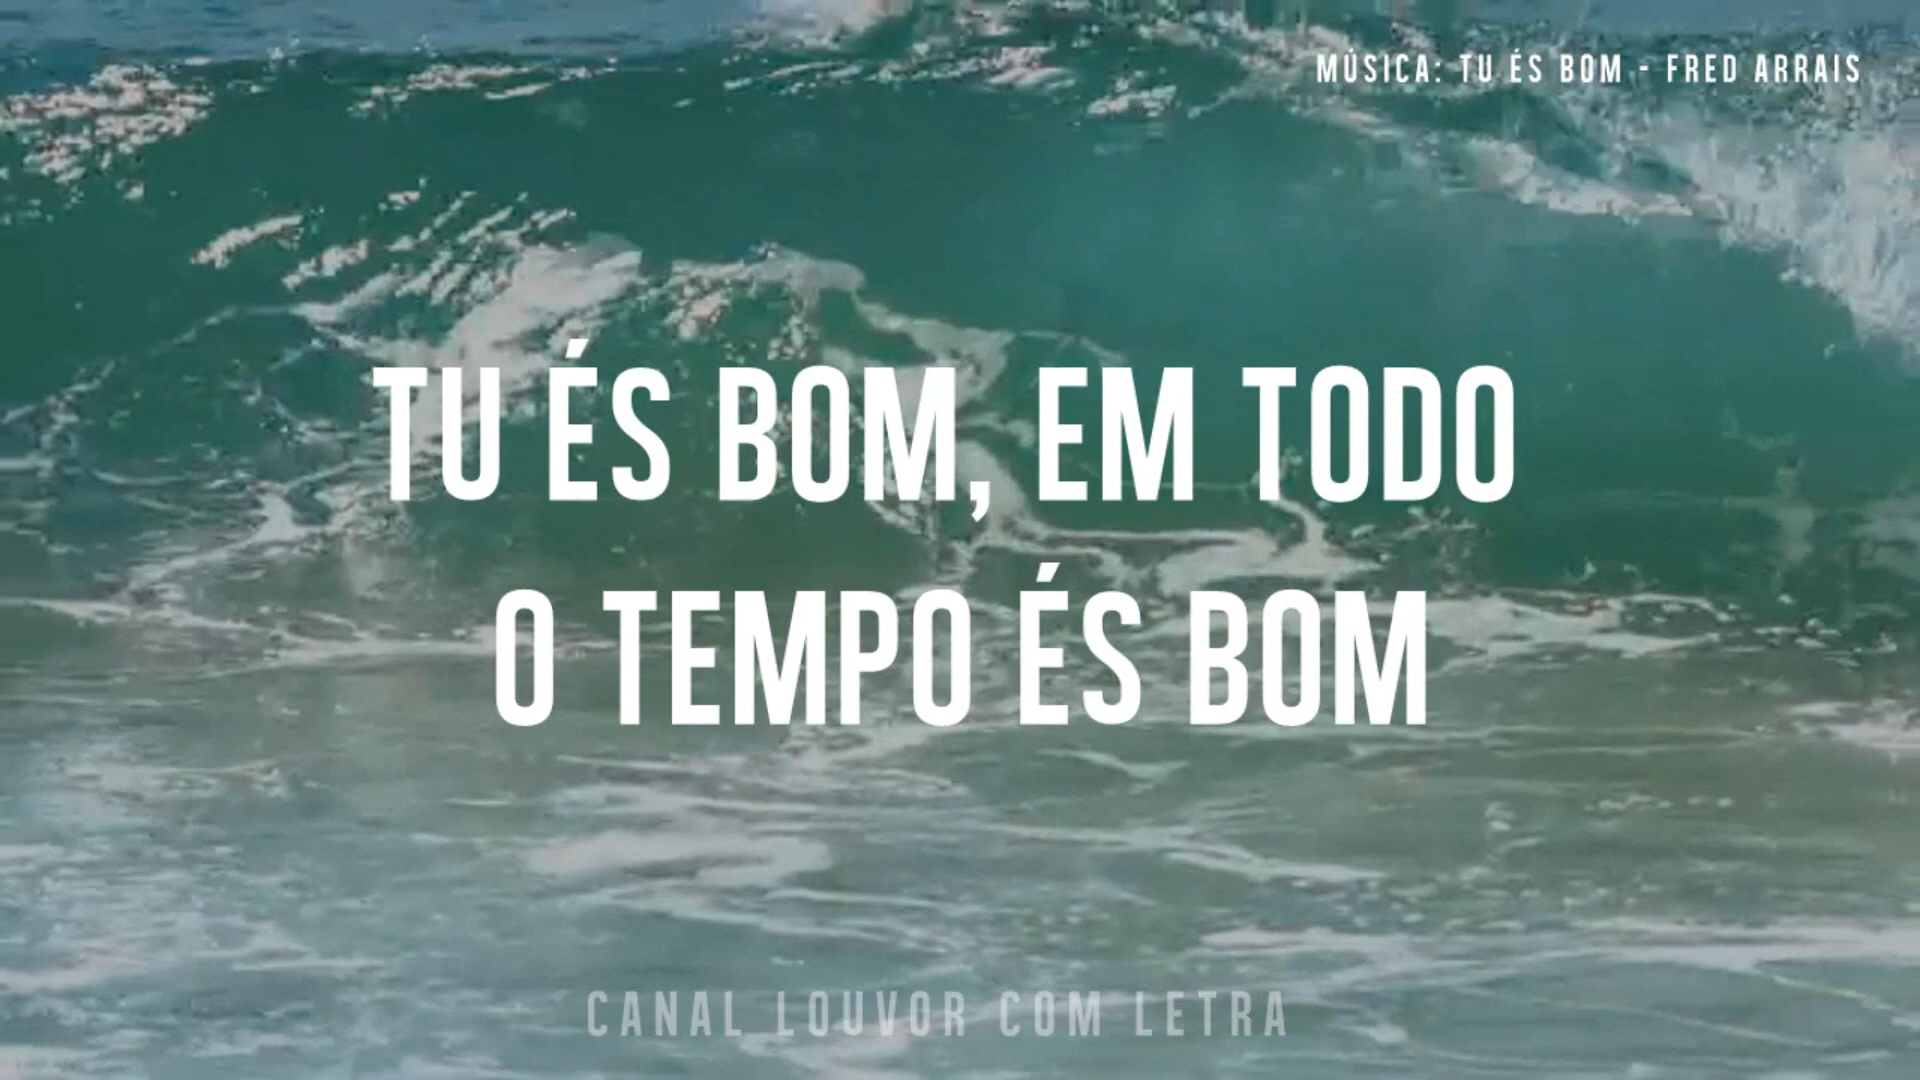 MÚSICA: TU ÉS BOM - FRED ARRAIS
TU ÉS BOM, EM TODO
O TEMPO ÉS BOM
CANAL LOUVOR COM LETRA